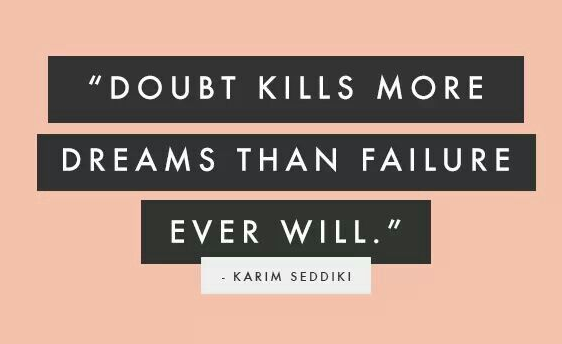 “DOUBT KILLS MORE
DREAMS THAN FAILURE
EVER WILL.”
- KARIM SEDDIKI